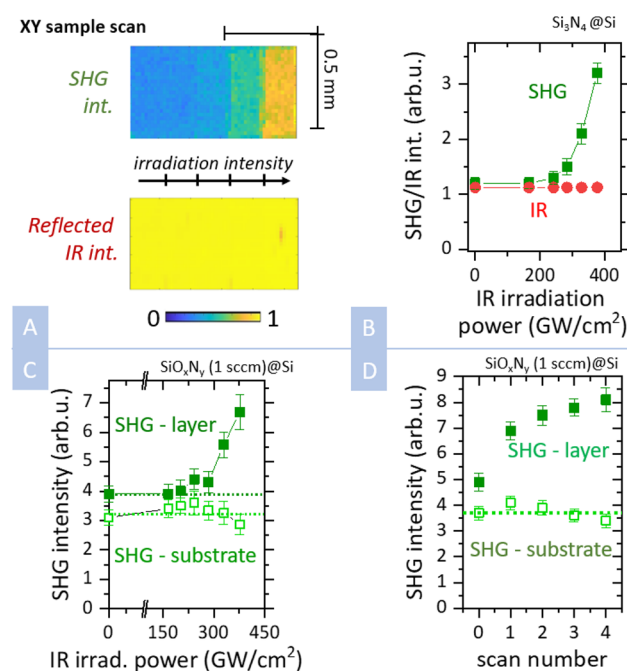 XY sample scan
SHG
int.
0.5 mm
irradiation intensity
Reflected
IR int.
0 1
A
Si₃N₄@Si
SHG/IR int. (arb.u.)
3
2
1
0
SHG
IR
0 200 400
IR irradiation
power (GW/cm²)
B
C
SiOₓNᵧ (1 sccm)@Si
SHG intensity (arb.u.)
7
6
5
4
3
2
1
0
SHG - layer
SHG - substrate
0 150 300 450
IR irrad. power (GW/cm²)
D
SiOₓNᵧ (1 sccm)@Si
SHG intensity (arb.u.)
9
8
7
6
5
4
3
2
1
0
SHG - layer
SHG - substrate
0 1 2 3 4
scan number